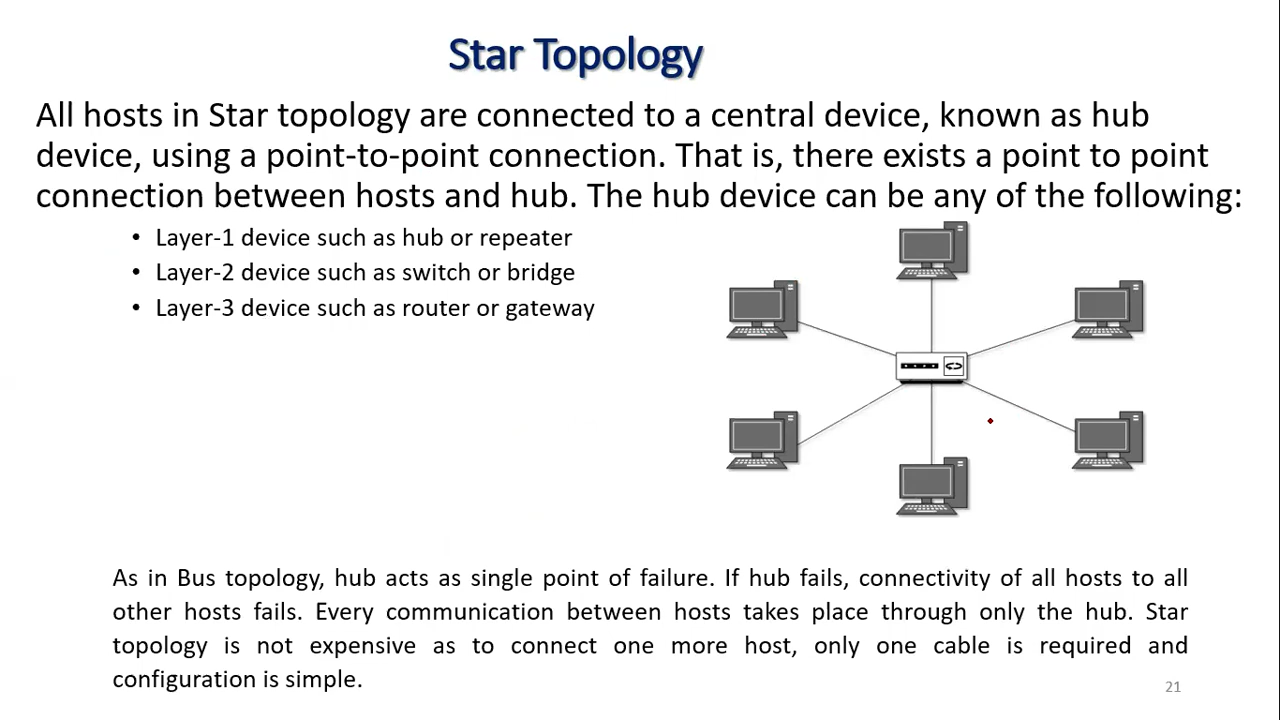 Star Topology
All hosts in Star topology are connected to a central device, known as hub
device, using a point-to-point connection. That is, there exists a point to point
connection between hosts and hub. The hub device can be any of the following:
• Layer-1 device such as hub or repeater
• Layer-2 device such as switch or bridge
• Layer-3 device such as router or gateway
As in Bus topology, hub acts as single point of failure. If hub fails, connectivity of all hosts to all
other hosts fails. Every communication between hosts takes place through only the hub. Star
topology is not expensive as to connect one more host, only one cable is required and
configuration is simple.
21